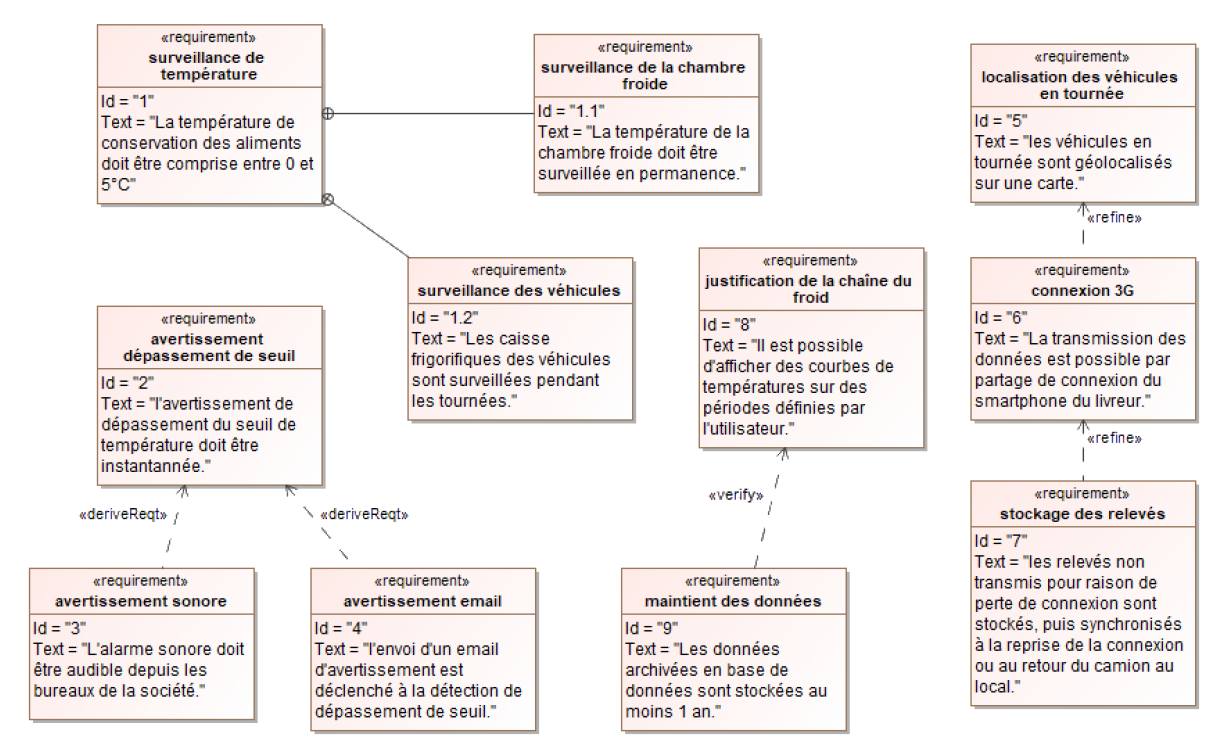 «requirement»
surveillance de
température
Id = "1"
Text = "La température de
conservation des aliments
doit être comprise entre 0 et
5°C"
«requirement»
surveillance de la chambre
froide
Id = "1.1"
Text = "La température de la
chambre froide doit être
surveillée en permanence."
«requirement»
localisation des véhicules
en tournée
Id = "5"
Text = "les véhicules en
tournée sont géolocalisés
sur une carte."
«refine»
«requirement»
surveillance des véhicules
Id = "1.2"
Text = "Les caisse
frigorifiques des véhicules
sont surveillées pendant
les tournées."
«requirement»
justification de la chaîne du
froid
Id = "8"
Text = "Il est possible
d'afficher des courbes de
températures sur des
périodes définies par
l'utilisateur."
«requirement»
connexion 3G
Id = "6"
Text = "La transmission des
données est possible par
partage de connexion du
smartphone du livreur."
«refine»
«requirement»
avertissement
dépassement de seuil
Id = "2"
Text = "l'avertissement de
dépassement du seuil de
température doit être
instantannée."
«deriveReqt»
«deriveReqt»
«verify»
«requirement»
avertissement sonore
Id = "3"
Text = "L'alarme sonore doit
être audible depuis les
bureaux de la société."
«requirement»
avertissement email
Id = "4"
Text = "l'envoi d'un email
d'avertissement est
déclenché à la détection de
dépassement de seuil."
«requirement»
maintient des données
Id = "9"
Text = "Les données
archivées en base de
données sont stockées au
moins 1 an."
«requirement»
stockage des relevés
Id = "7"
Text = "les relevés non
transmis pour raison de
perte de connexion sont
stockés, puis synchronisés
à la reprise de la connexion
ou au retour du camion au
local."